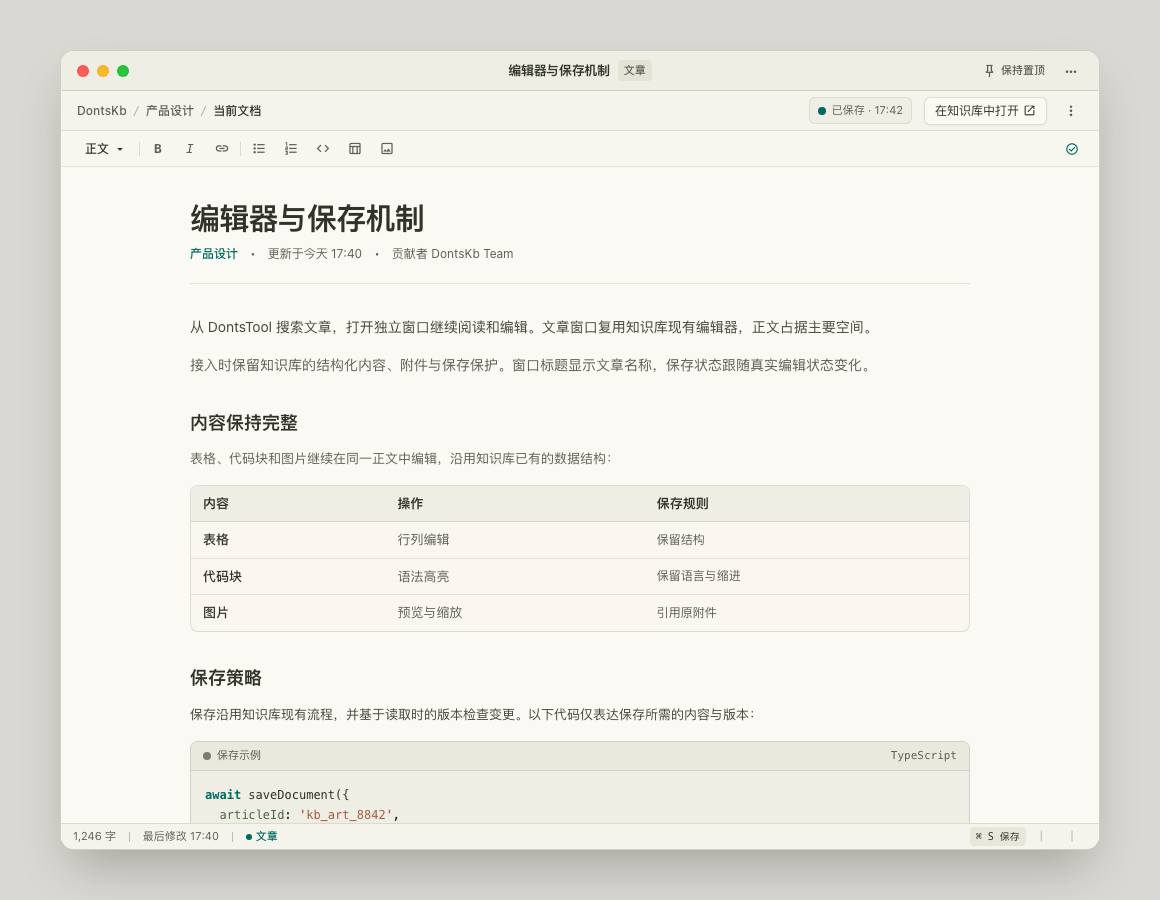 编辑器与保存机制 文章 保持置顶
DontsKb / 产品设计 / 当前文档 已保存 · 17:42 在知识库中打开
正文 B I
编辑器与保存机制
产品设计 • 更新于今天 17:40 • 贡献者 DontsKb Team
从 DontsTool 搜索文章，打开独立窗口继续阅读和编辑。文章窗口复用知识库现有编辑器，正文占据主要空间。
接入时保留知识库的结构化内容、附件与保存保护。窗口标题显示文章名称，保存状态跟随真实编辑状态变化。
内容保持完整
表格、代码块和图片继续在同一正文中编辑，沿用知识库已有的数据结构：
内容 操作 保存规则
表格 行列编辑 保留结构
代码块 语法高亮 保留语言与缩进
图片 预览与缩放 引用原附件
保存策略
保存沿用知识库现有流程，并基于读取时的版本检查变更。以下代码仅表达保存所需的内容与版本：
保存示例 TypeScript
await saveDocument({
articleId: 'kb_art_8842',
1,246 字 | 最后修改 17:40 | 文章 ⌘ S 保存 | |